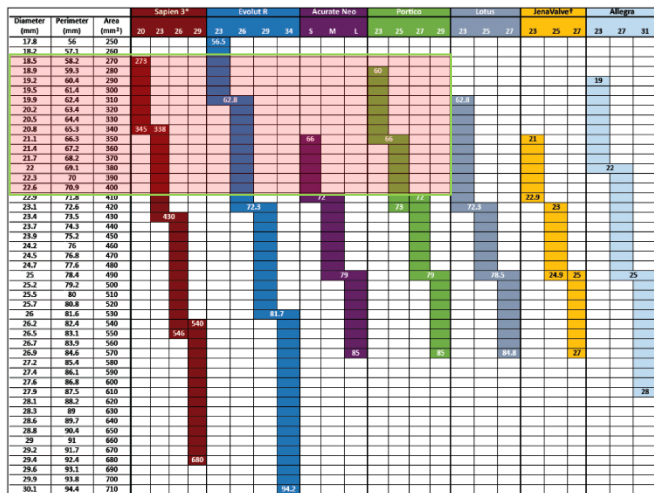 Diameter (mm) Perimeter (mm) Area (mm²) Sapien 3* Evolut R Acurate Neo Portico Lotus JenaValve† Allegra
20 23 26 29 23 26 29 34 S M L 23 25 27 29 23 25 27 23 25 27 23 27 31
17.8 56 250 56.5
18.2 57.1 260
18.5 58.2 270 273
18.9 59.3 280 60
19.2 60.4 290 19
19.5 61.4 300
19.9 62.4 310 62.8 62.8
20.2 63.4 320
20.5 64.4 330
20.8 65.3 340 345 338
21.1 66.3 350 66 66 21
21.4 67.2 360
21.7 68.2 370
22 69.1 380 22
22.3 70 390
22.6 70.9 400
22.9 71.8 410 72 72 22.9
23.1 72.6 420 72.3 73 72.3 23
23.4 73.5 430 430
23.7 74.3 440
23.9 75.2 450
24.2 76 460
24.5 76.8 470
24.7 77.6 480
25 78.4 490 79 79 78.5 24.9 25 25
25.2 79.2 500
25.5 80 510
25.7 80.8 520
26 81.6 530 81.7
26.2 82.4 540 540
26.5 83.1 550 546
26.7 83.9 560
26.9 84.6 570 85 85 84.8 27
27.2 85.4 580
27.4 86.1 590
27.6 86.8 600
27.9 87.5 610 28
28.1 88.2 620
28.3 89 630
28.6 89.7 640
28.8 90.4 650
29 91 660
29.2 91.7 670
29.4 92.4 680 680
29.6 93.1 690
29.9 93.8 700
30.1 94.4 710 94.2